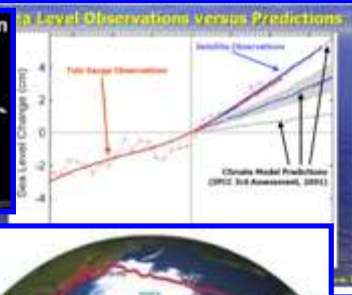 Sea Level Observations versus Predictions
Satellite Observations
Tide Gauge Observations
Sea Level Change (cm)
4
2
0
-2
-4
Climate Model Predictions
(IPCC 3rd Assessment, 2001)